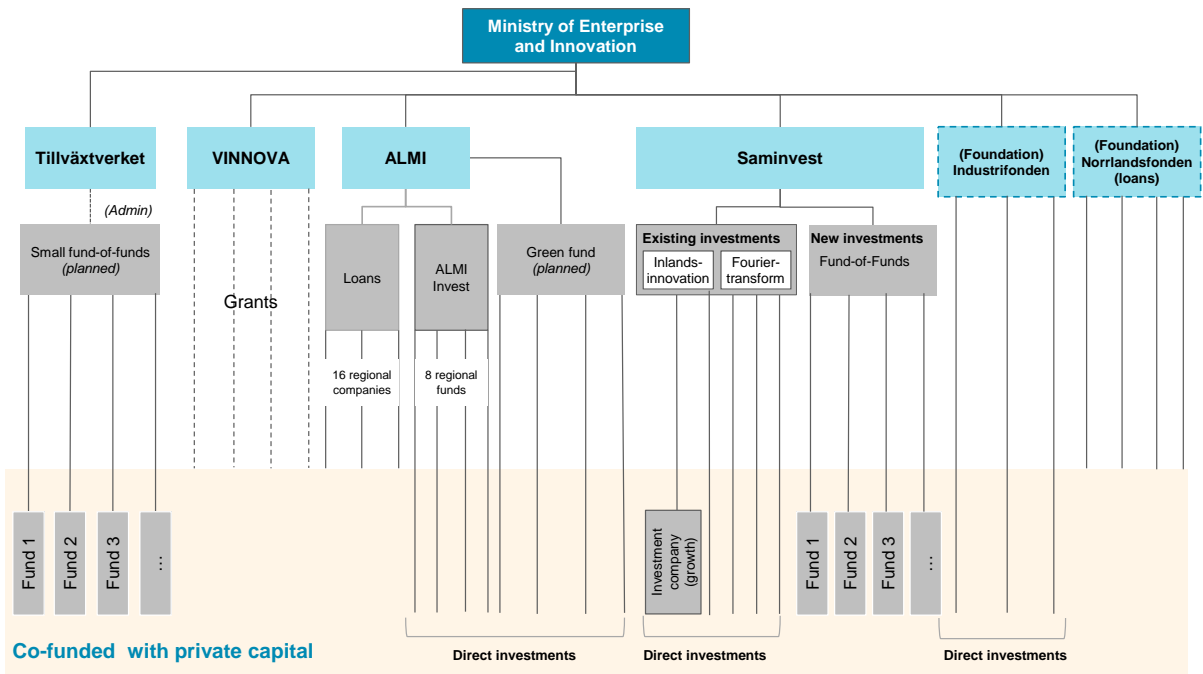 Ministry of Enterprise
and Innovation
Tillväxtverket
VINNOVA
ALMI
Saminvest
(Foundation)
Industrifonden
(Foundation)
Norrlandsfonden
(loans)
(Admin)
Small fund-of-funds
(planned)
Grants
Loans
ALMI
Invest
Green fund
(planned)
Existing investments
Inlands-
innovation
Fourier-
transform
New investments
Fund-of-Funds
16 regional
companies
8 regional
funds
Fund 1
Fund 2
Fund 3
…
Investment
company
(growth)
Fund 1
Fund 2
Fund 3
…
Co-funded with private capital
Direct investments
Direct investments
Direct investments